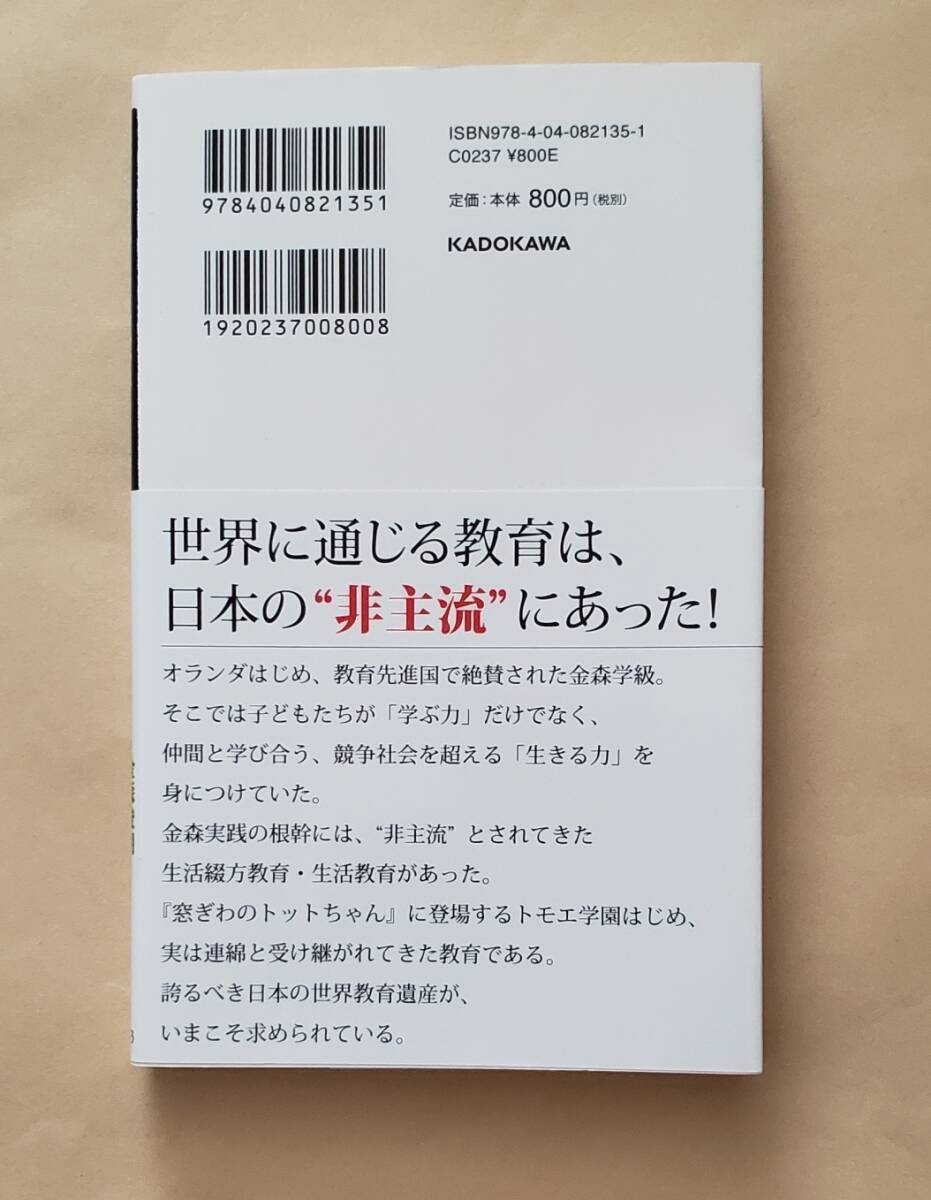 ISBN978-4-04-082135-1
C0237 ¥800E
9784040821351
定価:本体 800円(税別)
KADOKAWA
1920237008008
世界に通じる教育は、
日本の“非主流”にあった!
オランダはじめ、教育先進国で絶賛された金森学級。
そこでは子どもたちが「学ぶ力」だけでなく、
仲間と学び合う、競争社会を超える「生きる力」を
身につけていた。
金森実践の根幹には、“非主流”とされてきた
生活綴方教育・生活教育があった。
『窓ぎわのトットちゃん』に登場するトモエ学園はじめ、
実は連綿と受け継がれてきた教育である。
誇るべき日本の世界教育遺産が、
いまこそ求められている。